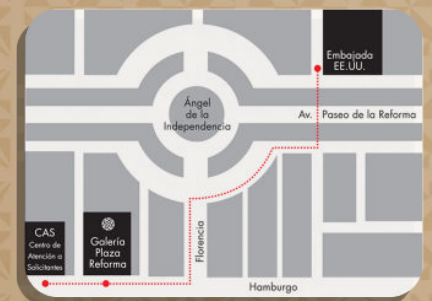 Embajada
EE.UU.
Ángel
de la
Independencia
Av. Paseo de la Reforma
CAS
Centro de
Atención a
Solicitantes
Galería
Plaza
Reforma
Florencia
Hamburgo